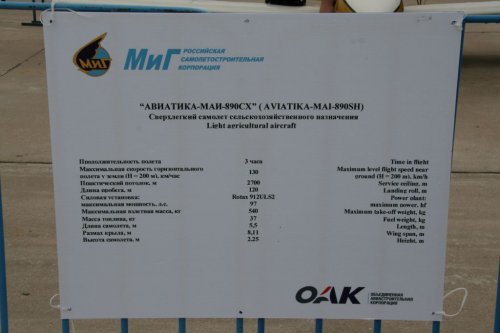 МиГ
МиГ
РОССИЙСКАЯ
САМОЛЕТОСТРОИТЕЛЬНАЯ
КОРПОРАЦИЯ
"АВИАТИКА-МАИ-890СХ" ( AVIATIKA-MAI-890SH)
Сверхлегкий самолет сельскохозяйственного назначения
Light agricultural aircraft
Продолжительность полета 3 часа Time in flight
Максимальная скорость горизонтального Maximum level flight speed near
полета у земли (Н = 200 м), км/час 130 ground (H = 200 m), km/h
Практический потолок, м 2700 Service ceiling, m
Длина пробега, м 120 Landing roll, m
Силовая установка: Rotax 912ULS2 Power plant:
максимальная мощность, л.с. 97 maximum power, hf
Максимальная взлетная масса, кг 540 Maximum take-off weight, kg
Масса топлива, кг 37 Fuel weight, kg
Длина самолета, м 5,5 Length, m
Размах крыла, м 8,11 Wing span, m
Высота самолета, м 2,25 Height, m
ОАК
ОБЪЕДИНЕННАЯ
АВИАСТРОИТЕЛЬНАЯ
КОРПОРАЦИЯ